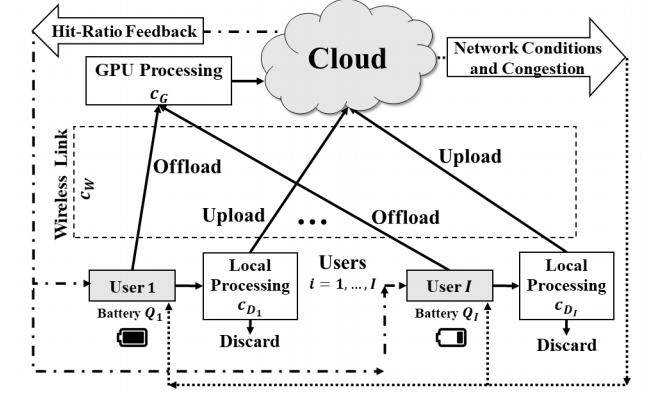 Hit-Ratio Feedback
Cloud
Network Conditions
and Congestion
GPU Processing
c_G
Wireless Link
c_W
Offload
Upload
Upload
...
Offload
User 1
Battery Q_1
Local
Processing
c_{D_1}
Discard
Users
i = 1, ..., I
User I
Battery Q_I
Local
Processing
c_{D_I}
Discard